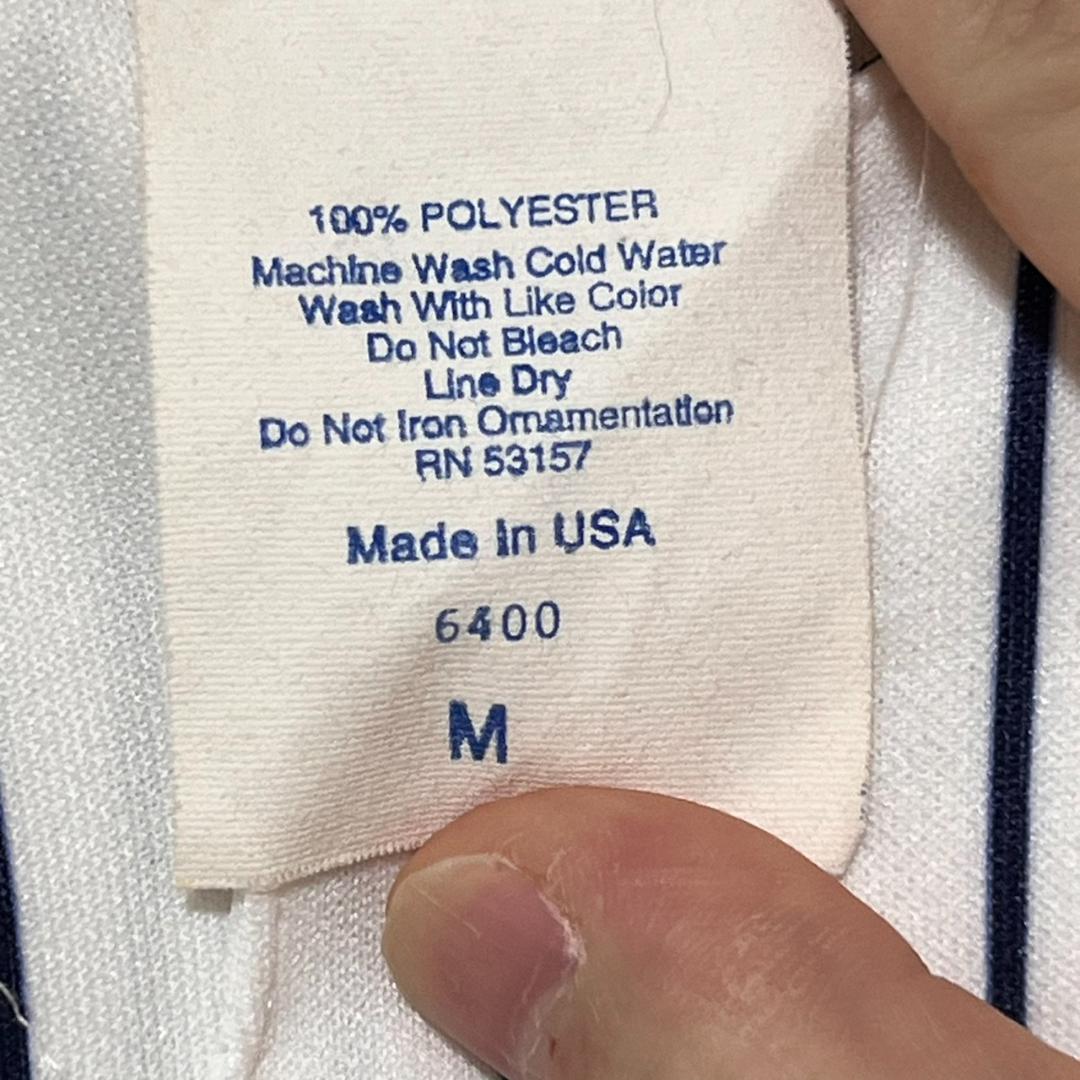 100% POLYESTER
Machine Wash Cold Water
Wash With Like Color
Do Not Bleach
Line Dry
Do Not Iron Ornamentation
RN 53157
Made In USA
6400
M